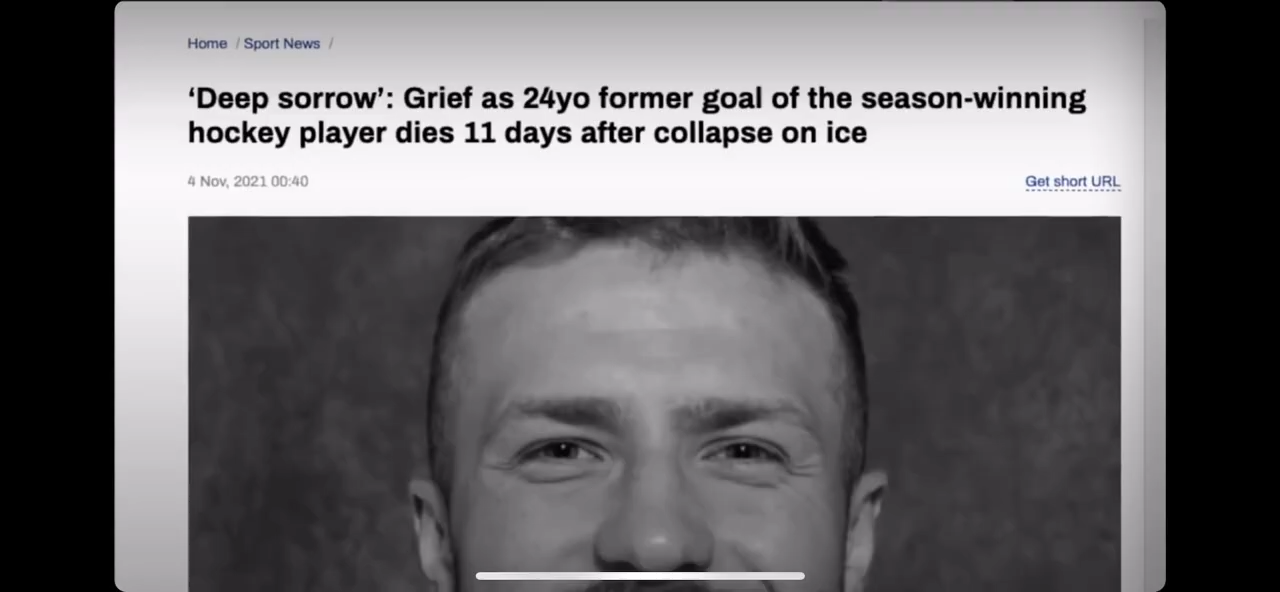 Home / Sport News /
‘Deep sorrow’: Grief as 24yo former goal of the season-winning
hockey player dies 11 days after collapse on ice
4 Nov, 2021 00:40
Get short URL